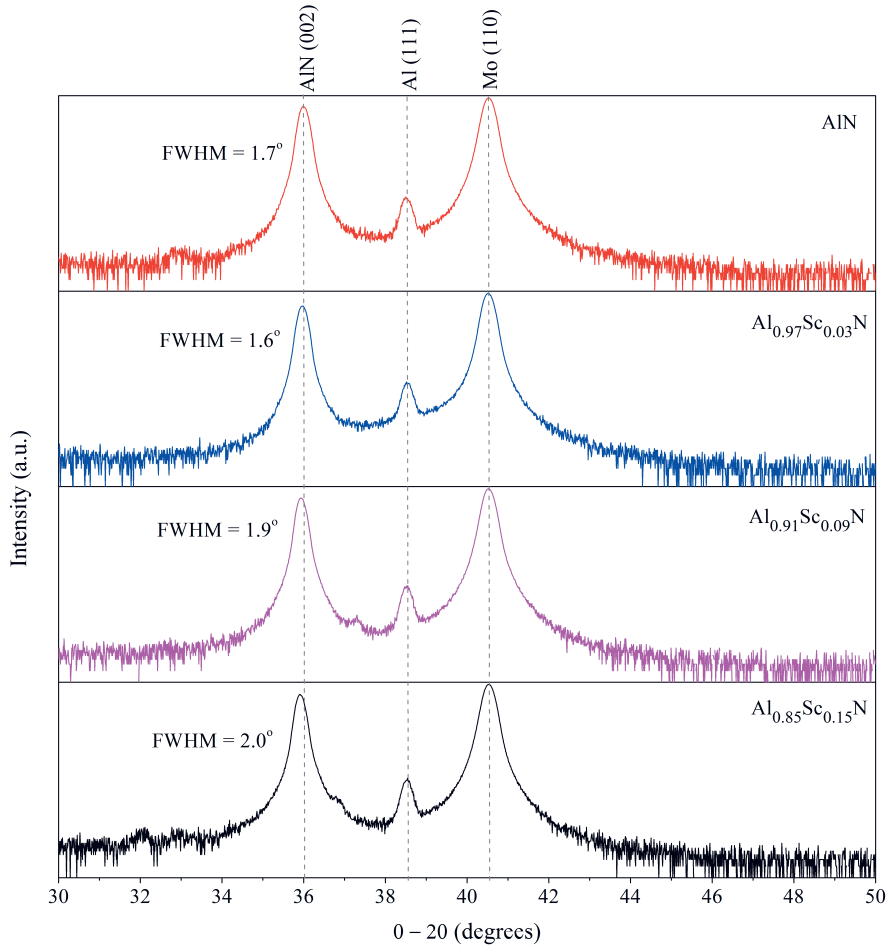 AlN (002)
Al (111)
Mo (110)
AlN
FWHM = 1.7°
Al0.97Sc0.03N
FWHM = 1.6°
Al0.91Sc0.09N
FWHM = 1.9°
Al0.85Sc0.15N
FWHM = 2.0°
Intensity (a.u.)
30 32 34 36 38 40 42 44 46 48 50
0 – 20 (degrees)